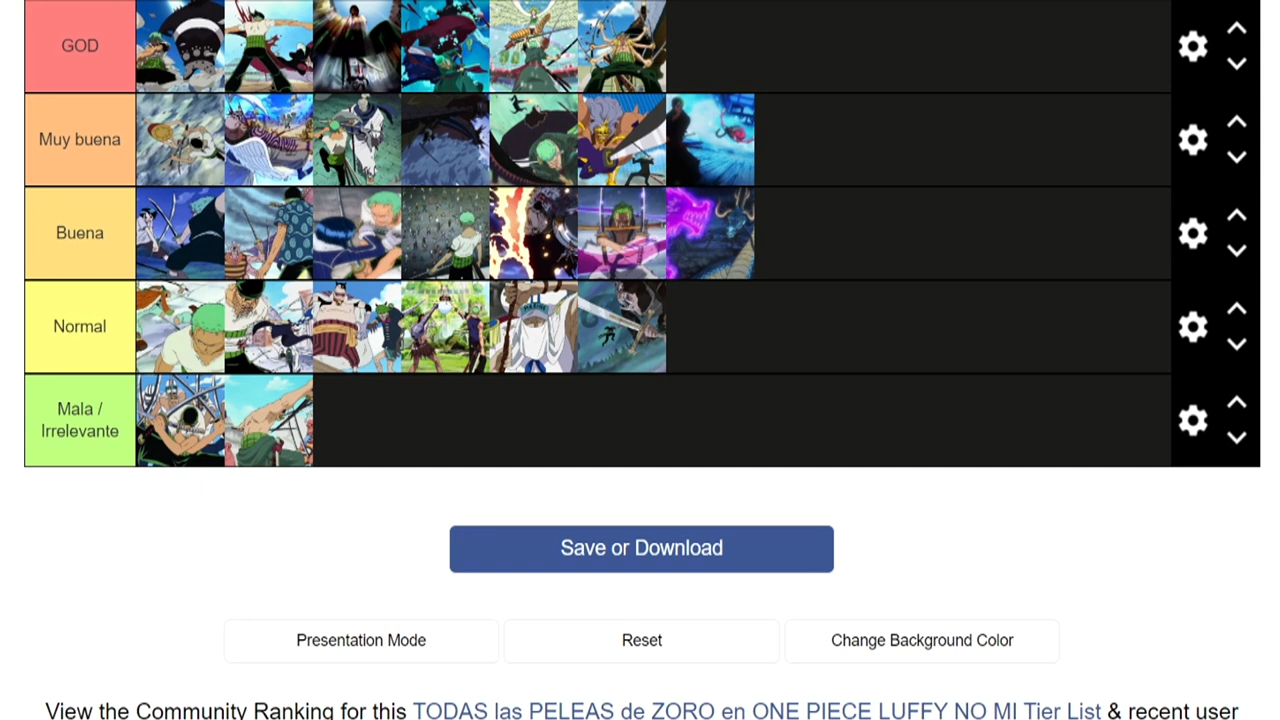 GOD
Muy buena
Buena
Normal
Mala /
Irrelevante
Save or Download
Presentation Mode
Reset
Change Background Color
View the Community Ranking for this TODAS las PELEAS de ZORO en ONE PIECE LUFFY NO MI Tier List & recent user